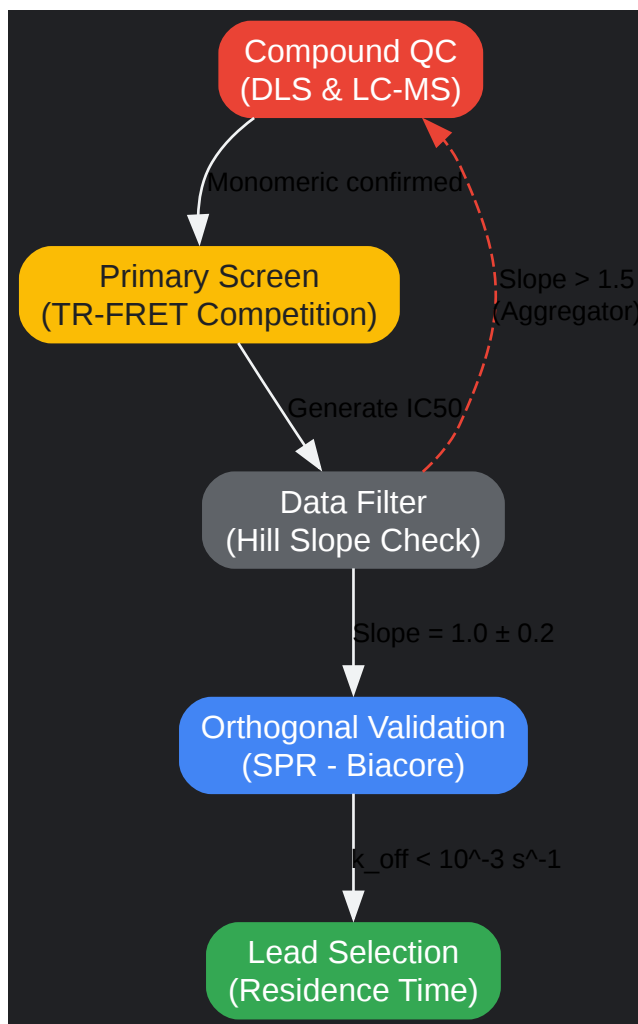 Compound QC
(DLS & LC-MS)
Monomeric confirmed
Primary Screen
(TR-FRET Competition)
Slope > 1.5
(Aggregator)
Generate IC50
Data Filter
(Hill Slope Check)
Slope = 1.0 ± 0.2
Orthogonal Validation
(SPR - Biacore)
k_off < 10^-3 s^-1
Lead Selection
(Residence Time)